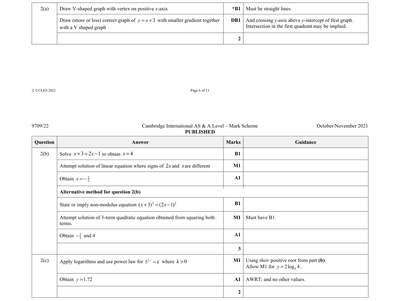 2(a) Draw V-shaped graph with vertex on positive x-axis *B1 Must be straight lines.
Draw (more or less) correct graph of y = x + 3 with smaller gradient together DB1 And crossing y-axis above y-intercept of first graph.
with a V shaped graph Intersection in the first quadrant may be implied.
2
© UCLES 2021 Page 6 of 11
9709/22 Cambridge International AS & A Level – Mark Scheme October/November 2021
PUBLISHED
Question Answer Marks Guidance
2(b) Solve x + 3 = 2x − 1 to obtain x = 4 B1
Attempt solution of linear equation where signs of 2x and x are different M1
Obtain x = −2/3 A1
Alternative method for question 2(b)
State or imply non-modulus equation (x + 3)² = (2x − 1)² B1
Attempt solution of 3-term quadratic equation obtained from squaring both M1 Must have B1.
terms.
Obtain −2/3 and 4 A1
3
2(c) Apply logarithms and use power law for where k > 0 M1 Using their positive root from part (b).
Allow M1 for
Obtain y = 1.72 A1 AWRT; and no other values.
2